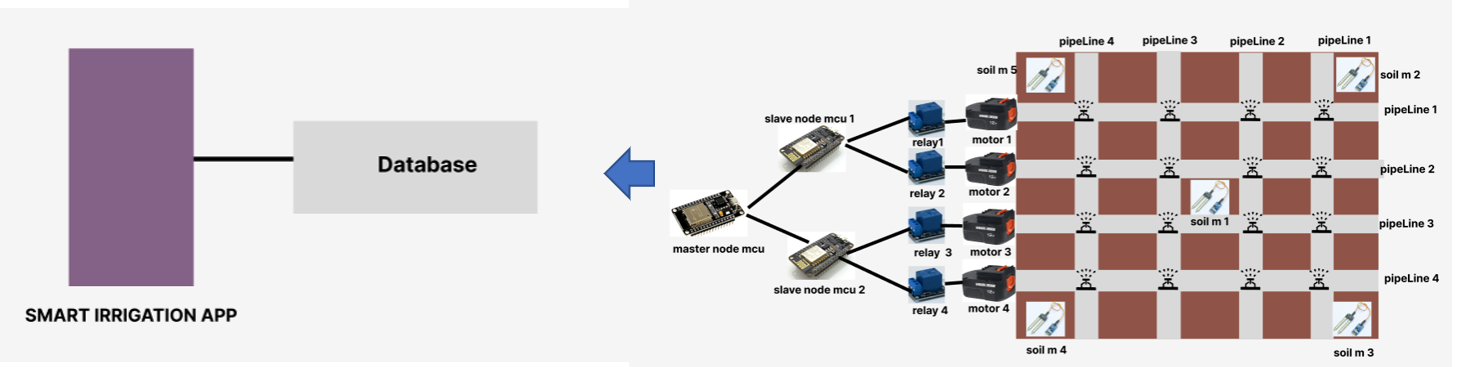 SMART IRRIGATION APP
Database
master node mcu
slave node mcu 1
slave node mcu 2
relay1
relay 2
relay 3
relay 4
motor 1
motor 2
motor 3
motor 4
pipeLine 4
pipeLine 3
pipeLine 2
pipeLine 1
soil m 5
soil m 2
pipeLine 1
pipeLine 2
soil m 1
pipeLine 3
pipeLine 4
soil m 4
soil m 3